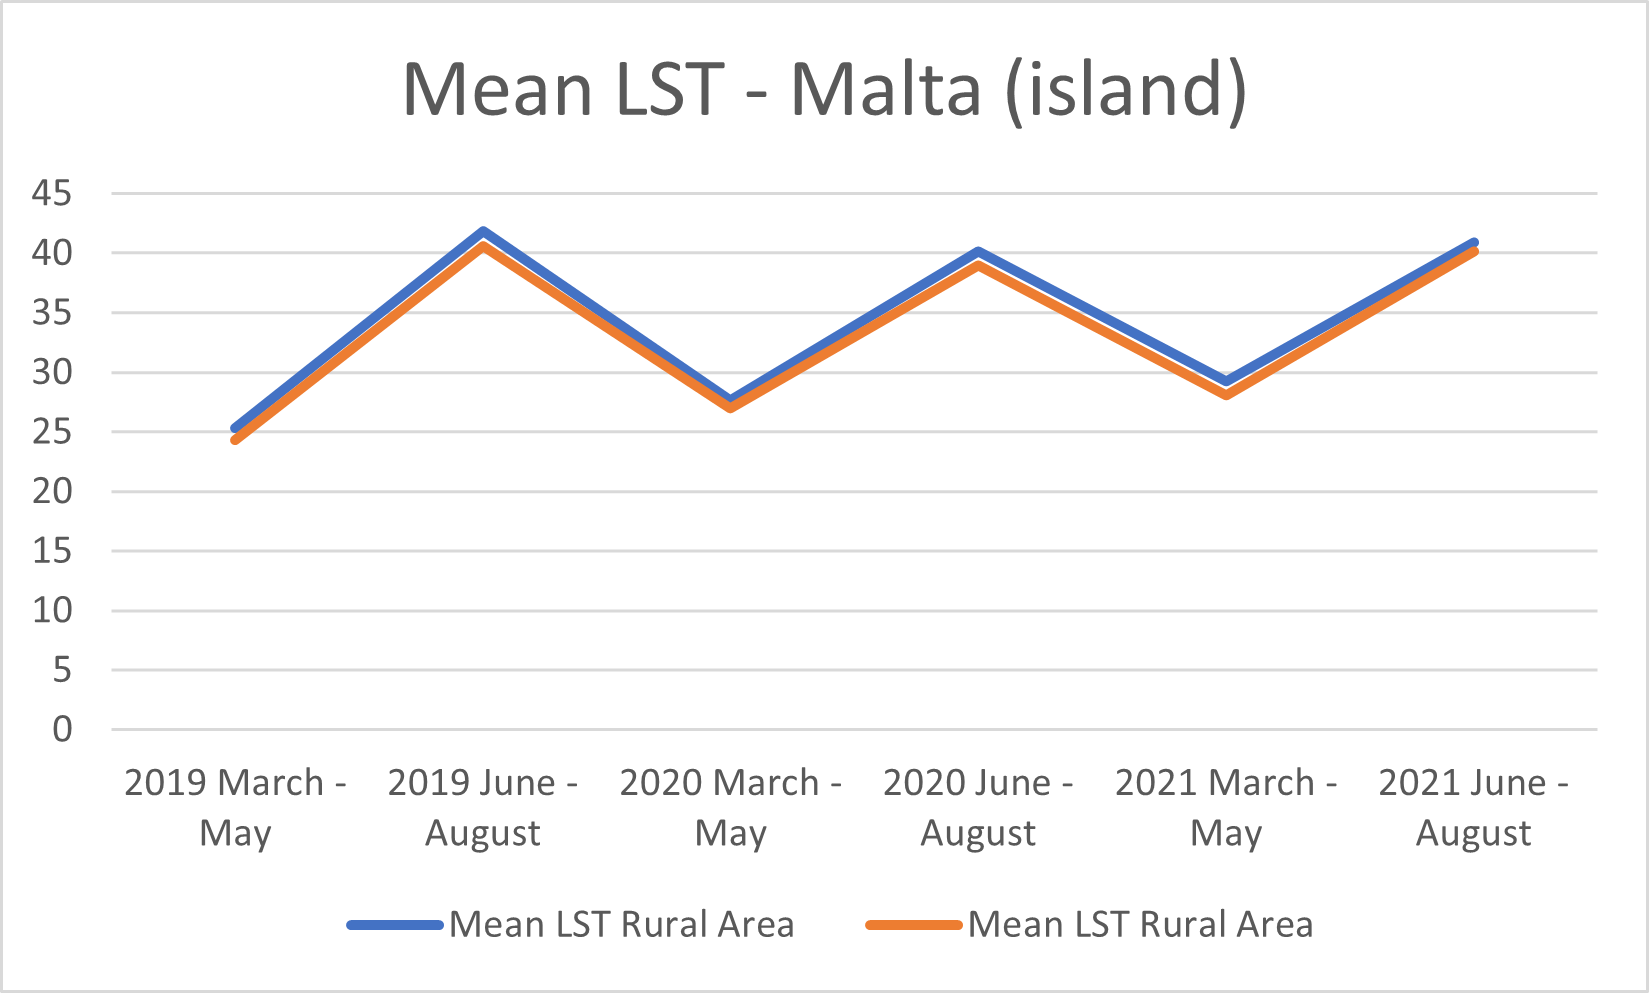 Mean LST - Malta (island)
45
40
35
30
25
20
15
10
5
0
2019 March -
May
2019 June -
August
2020 March -
May
2020 June -
August
2021 March -
May
2021 June -
August
Mean LST Rural Area
Mean LST Rural Area